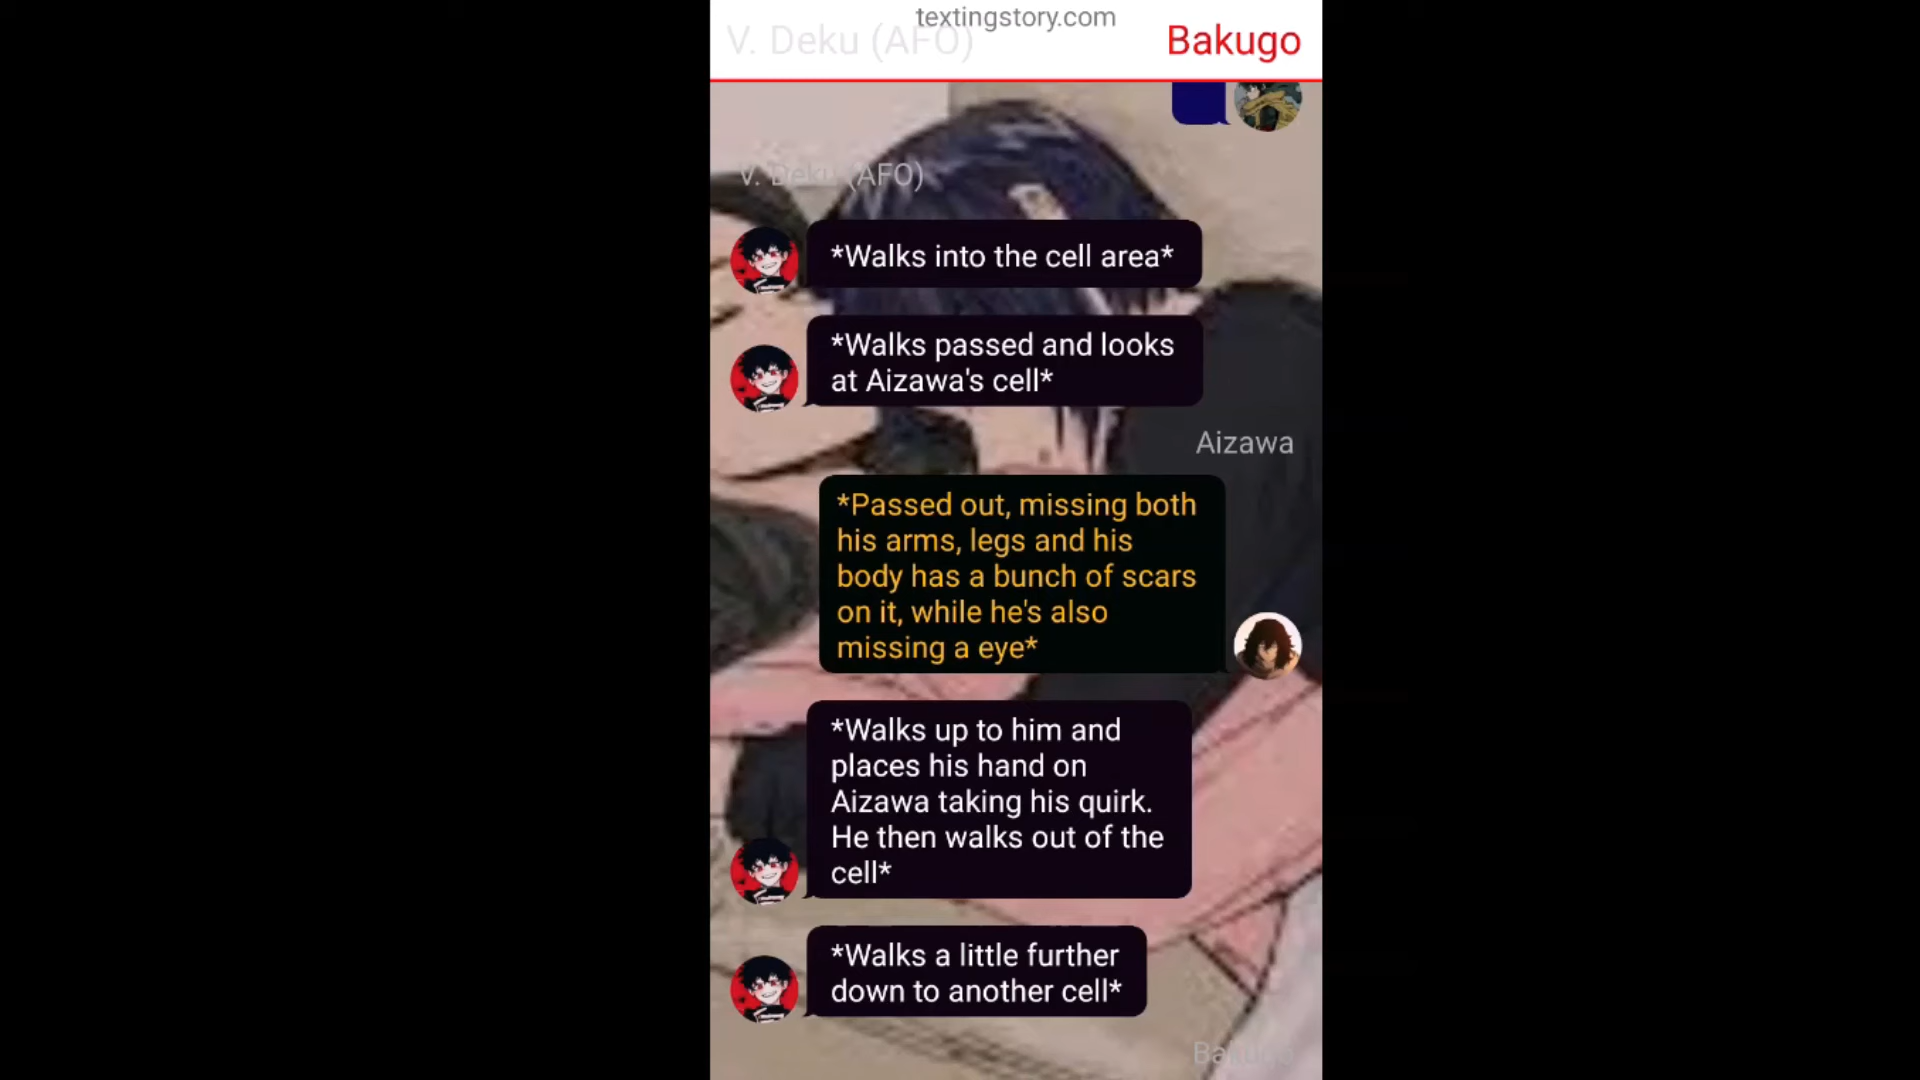 textingstory.com
V. Deku (AFO)
Bakugo
V. Deku (AFO)
*Walks into the cell area*
*Walks passed and looks
at Aizawa's cell*
Aizawa
*Passed out, missing both
his arms, legs and his
body has a bunch of scars
on it, while he's also
missing a eye*
*Walks up to him and
places his hand on
Aizawa taking his quirk.
He then walks out of the
cell*
*Walks a little further
down to another cell*
Bakugo